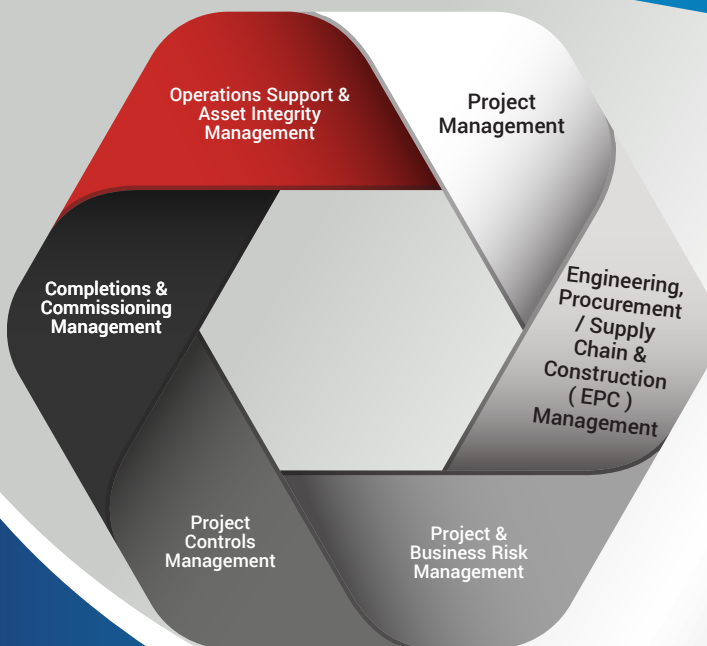 Operations Support &
Asset Integrity
Management
Project
Management
Engineering,
Procurement
/ Supply
Chain &
Construction
( EPC )
Management
Project &
Business Risk
Management
Project
Controls
Management
Completions &
Commissioning
Management